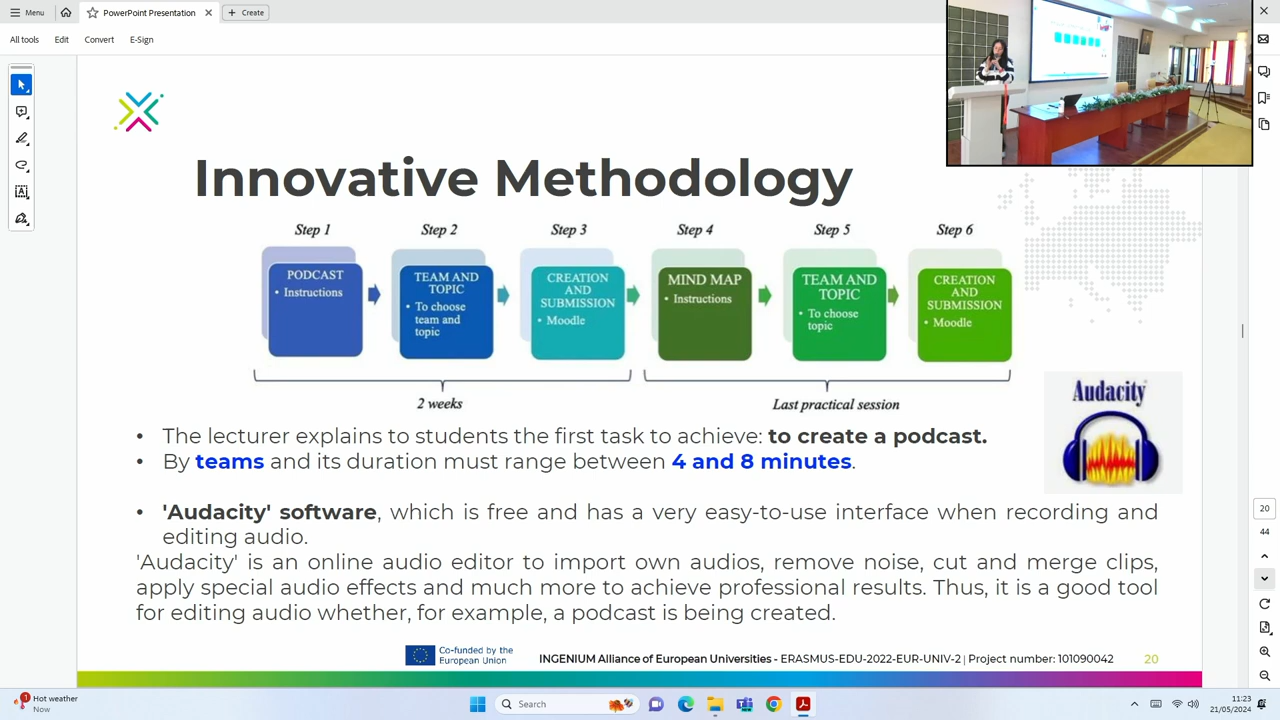 Menu
PowerPoint Presentation
Create
All tools
Edit
Convert
E-Sign
Innovative Methodology
Step 1
Step 2
Step 3
Step 4
Step 5
Step 6
PODCAST
• Instructions
TEAM AND
TOPIC
• To choose
team and
topic
CREATION
AND
SUBMISSION
• Moodle
MIND MAP
• Instructions
TEAM AND
TOPIC
• To choose
topic
CREATION
AND
SUBMISSION
• Moodle
2 weeks
Last practical session
Audacity
• The lecturer explains to students the first task to achieve: to create a podcast.
• By teams and its duration must range between 4 and 8 minutes.
• 'Audacity' software, which is free and has a very easy-to-use interface when recording and
editing audio.
'Audacity' is an online audio editor to import own audios, remove noise, cut and merge clips,
apply special audio effects and much more to achieve professional results. Thus, it is a good tool
for editing audio whether, for example, a podcast is being created.
Co-funded by the
European Union
INGENIUM Alliance of European Universities - ERASMUS-EDU-2022-EUR-UNIV-2 | Project number: 101090042
20
20
44
1
Hot weather
Now
Search
11:23
21/05/2024